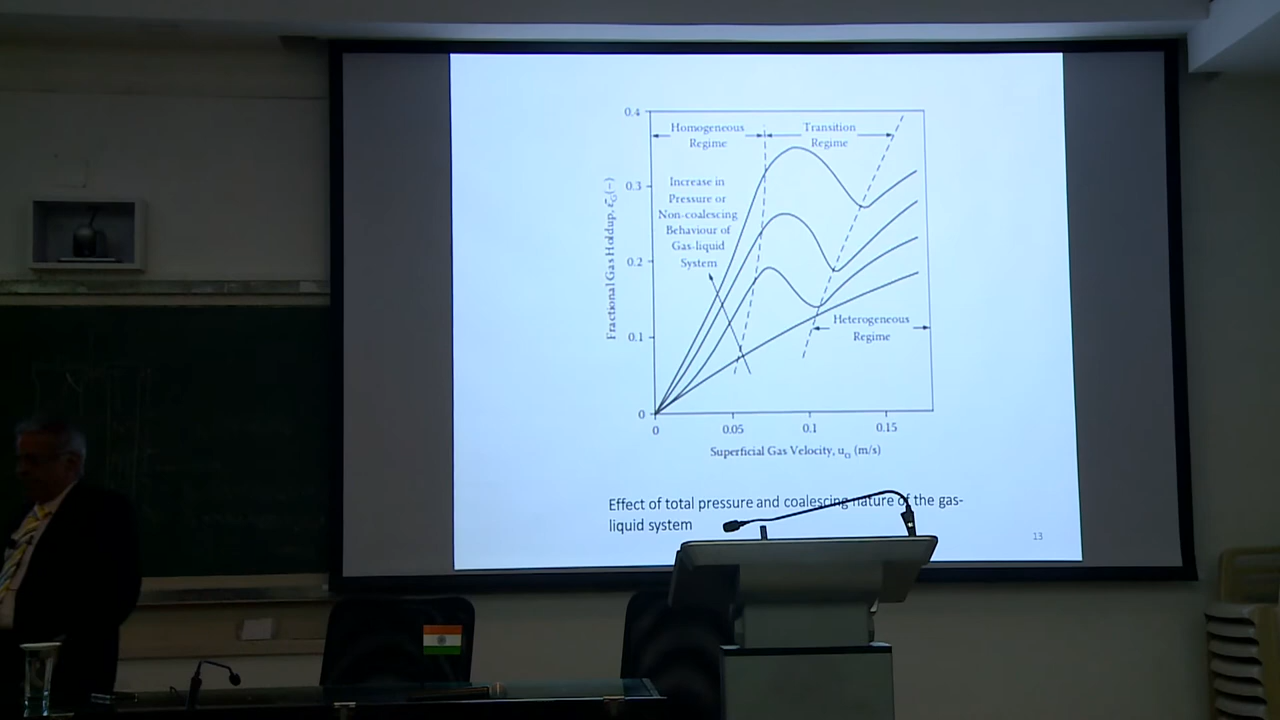 0.4
Homogeneous
Regime
Transition
Regime
0.3
Increase in
Pressure or
Non-coalescing
Behaviour of
Gas-liquid
System
Fractional Gas Holdup, ε̄G(−)
0.2
Heterogeneous
Regime
0.1
0
0
0.05
0.1
0.15
Superficial Gas Velocity, uG (m/s)
Effect of total pressure and coalescing nature of the gas-
liquid system
13